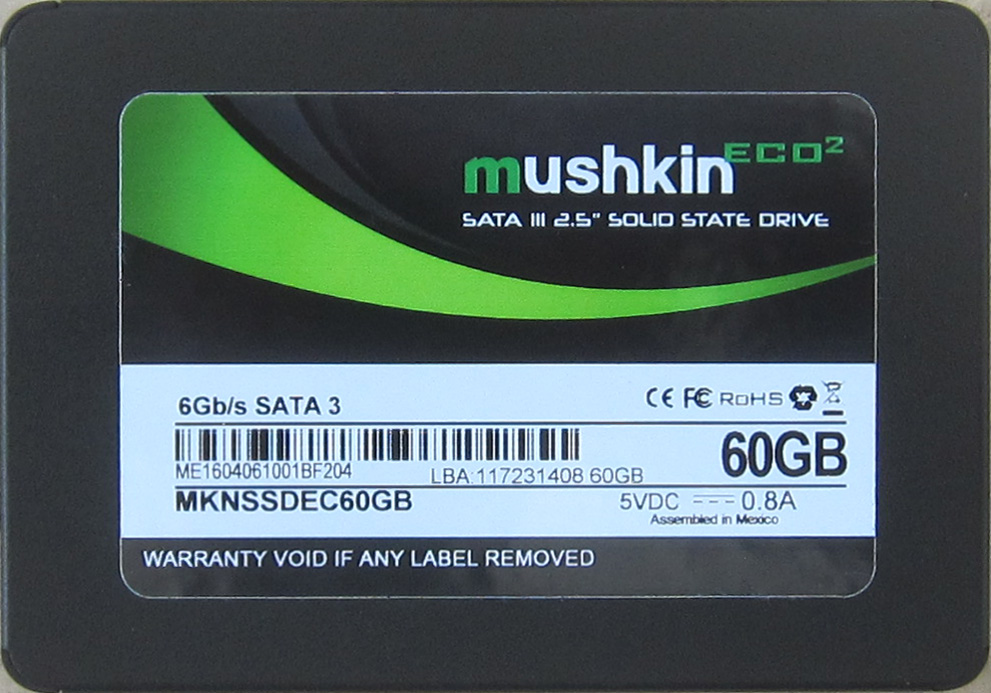 mushkin ECO²
SATA III 2.5" SOLID STATE DRIVE
6Gb/s SATA 3
CE FC RoHS
ME1604061001BF204
LBA:117231408 60GB
60GB
MKNSSDEC60GB
5VDC ⎓ 0.8A
Assembled in Mexico
WARRANTY VOID IF ANY LABEL REMOVED